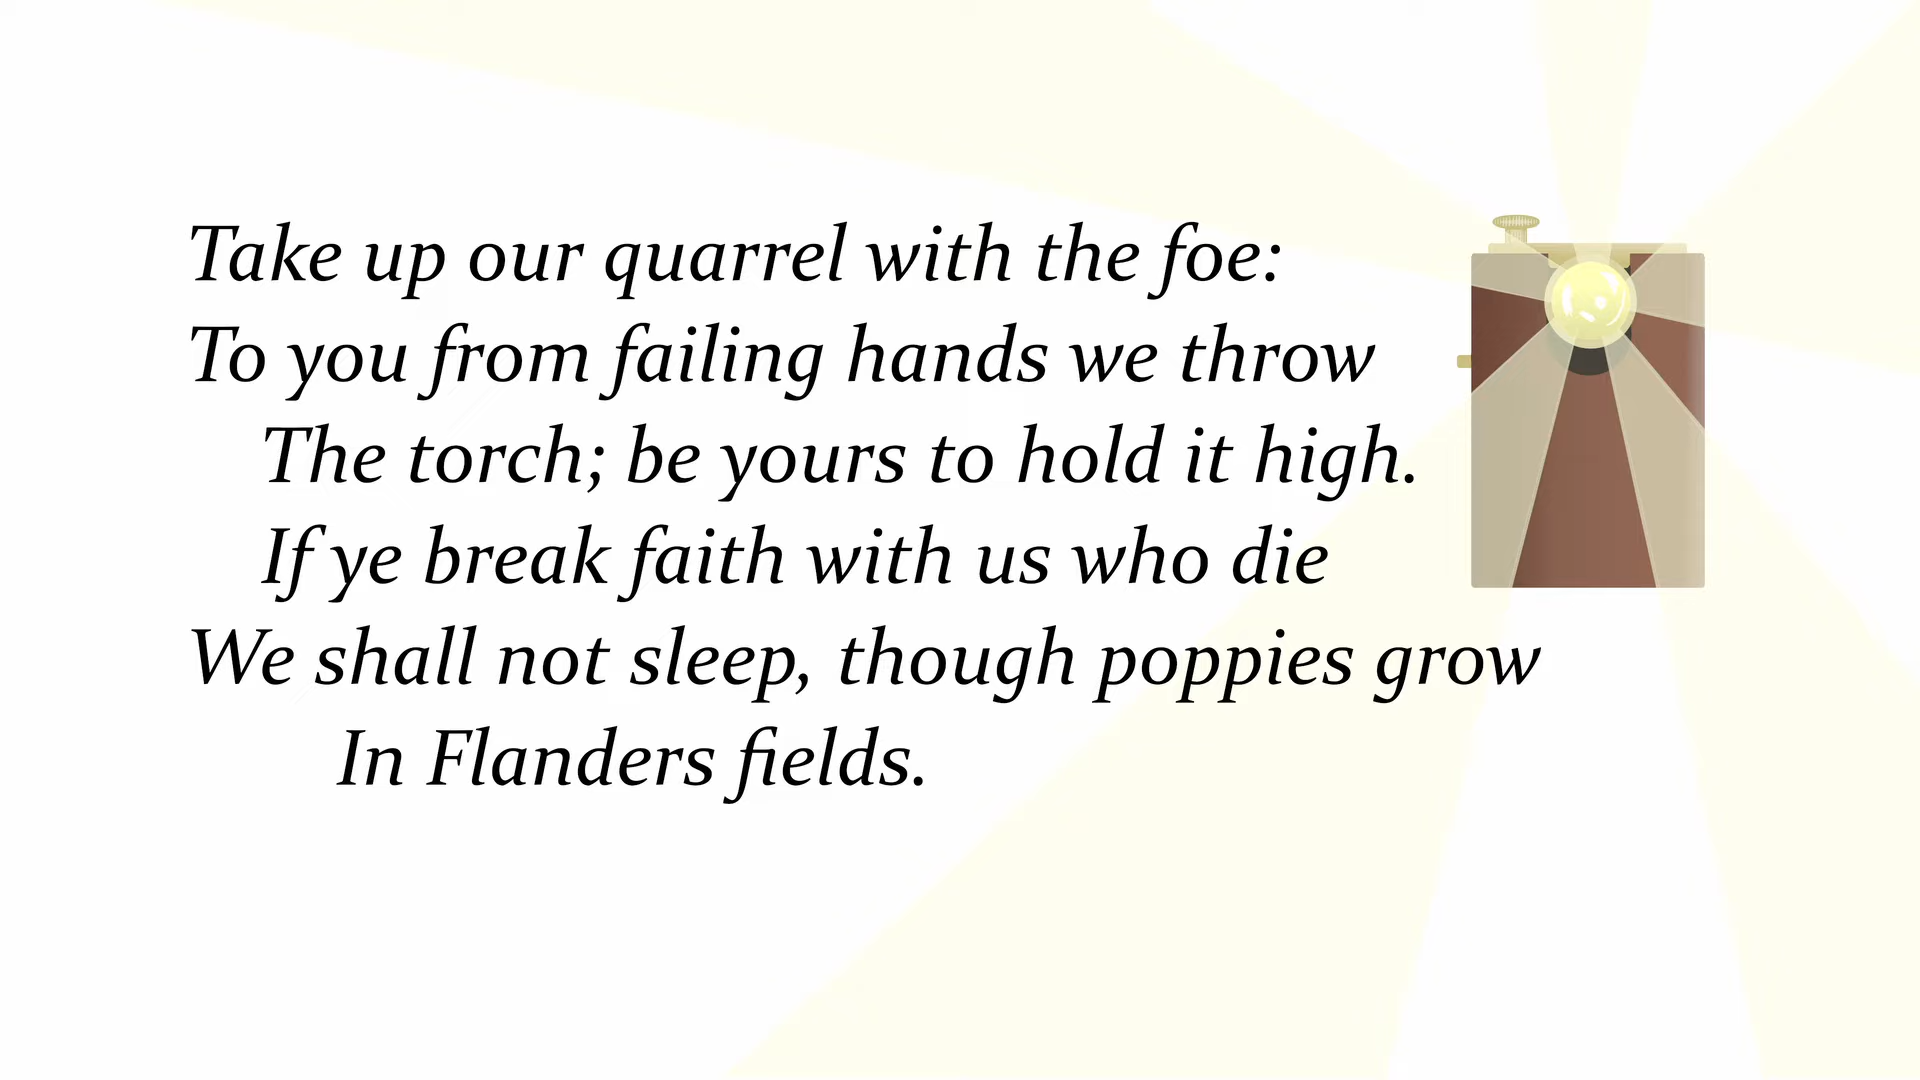 Take up our quarrel with the foe:
To you from failing hands we throw
The torch; be yours to hold it high.
If ye break faith with us who die
We shall not sleep, though poppies grow
In Flanders fields.